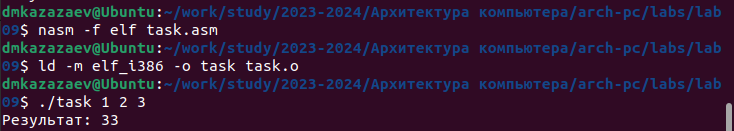 dmkazazaev@Ubuntu:~/work/study/2023-2024/Архитектура компьютера/arch-pc/labs/lab
09$ nasm -f elf task.asm
dmkazazaev@Ubuntu:~/work/study/2023-2024/Архитектура компьютера/arch-pc/labs/lab
09$ ld -m elf_i386 -o task task.o
dmkazazaev@Ubuntu:~/work/study/2023-2024/Архитектура компьютера/arch-pc/labs/lab
09$ ./task 1 2 3
Результат: 33